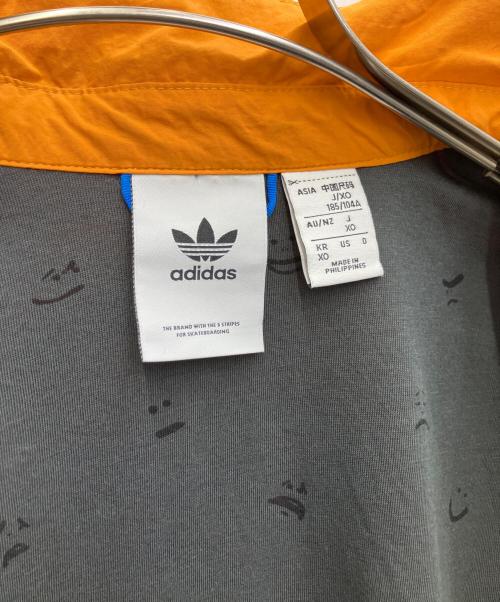 adidas
THE BRAND WITH THE 3 STRIPES
FOR SKATEBOARDING
ASIA 中国尺码
J/XO
185/104A
AU/NZ J
XO
KR US O
XO
MADE IN
PHILIPPINES